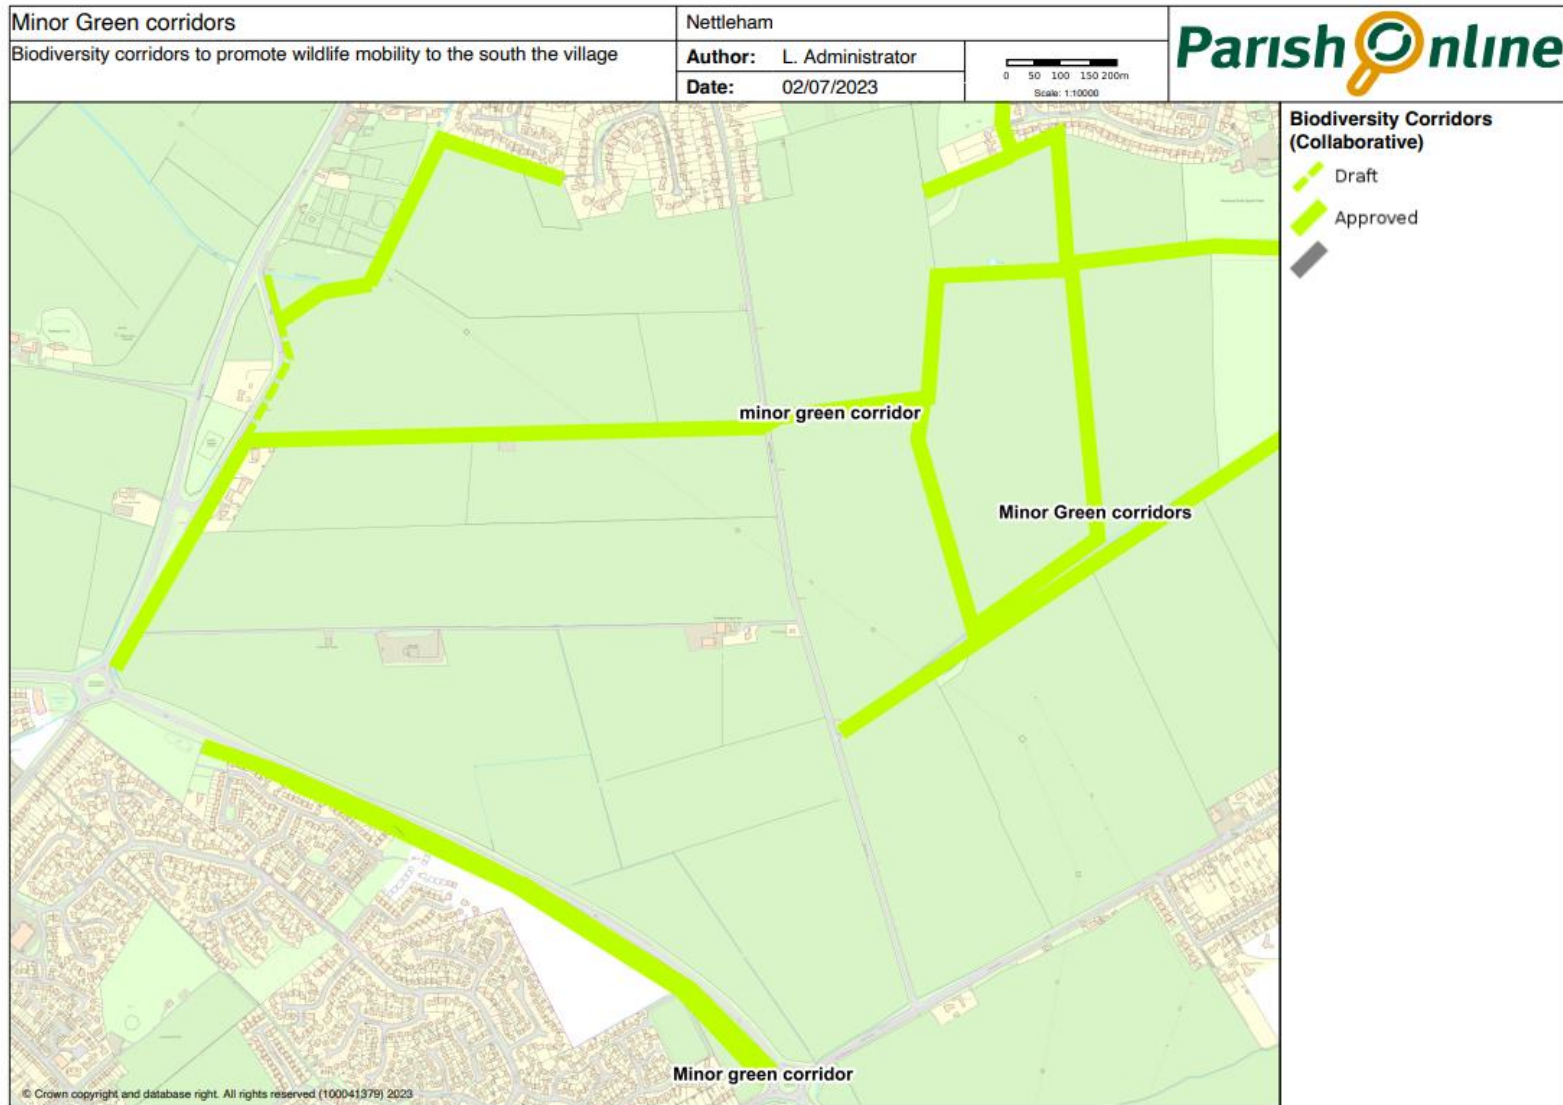 Minor Green corridors
Biodiversity corridors to promote wildlife mobility to the south the village
Nettleham
Author: L. Administrator
Date: 02/07/2023
0 50 100 150 200m
Scale: 1:10000
Parish Online
Biodiversity Corridors
(Collaborative)
Draft
Approved
minor green corridor
Minor Green corridors
Minor green corridor
© Crown copyright and database right. All rights reserved (100041379) 2023